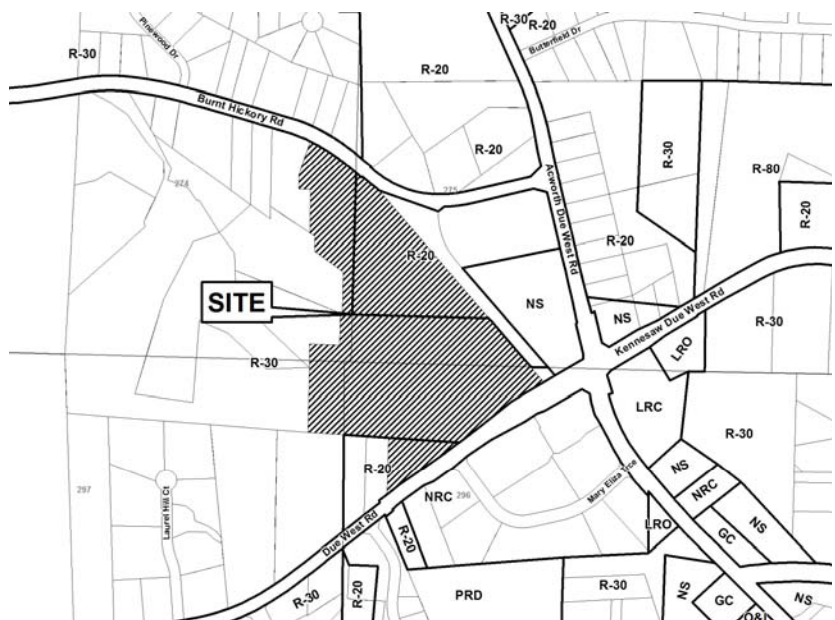 R-30
R-20
Butterfield Dr
Pinewood Dr
R-30
R-20
Burnt Hickory Rd
R-20
R-30
R-80
274
275
Acworth Due West Rd
R-20
R-20
R-20
SITE
NS
NS
Kennesaw Due West Rd
R-30
LRO
R-30
LRC
R-30
R-20
NS
297
NRC
296
Mary Eliza Trce
NRC
NS
Laurel Hill Ct
LRO
GC
Due West Rd
R-20
R-30
R-20
PRD
R-30
NS
GC
NS
O&I